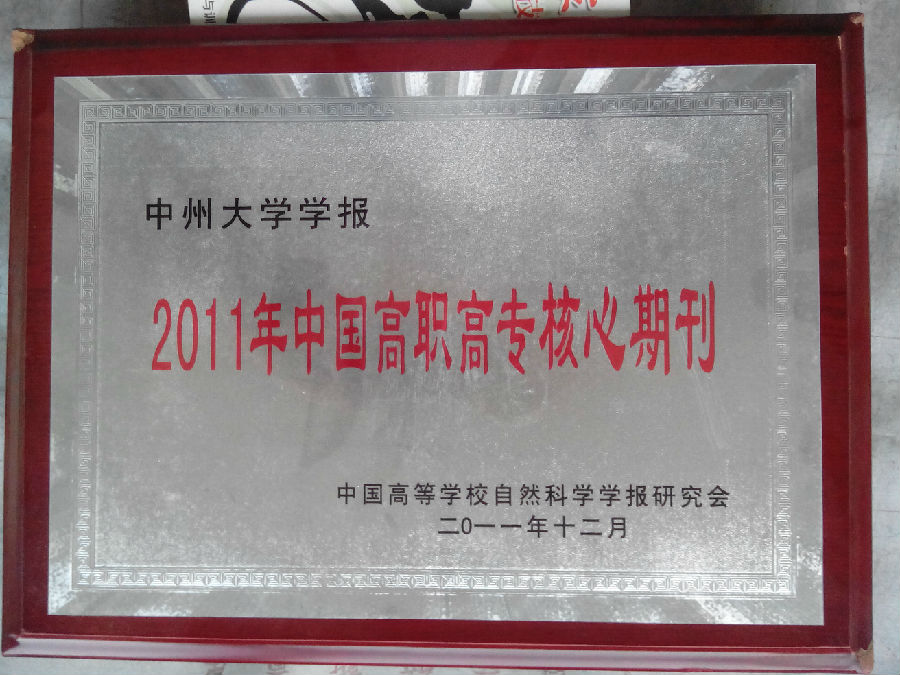 中州大学学报
2011年中国高职高专核心期刊
中国高等学校自然科学学报研究会
二0一一年十二月